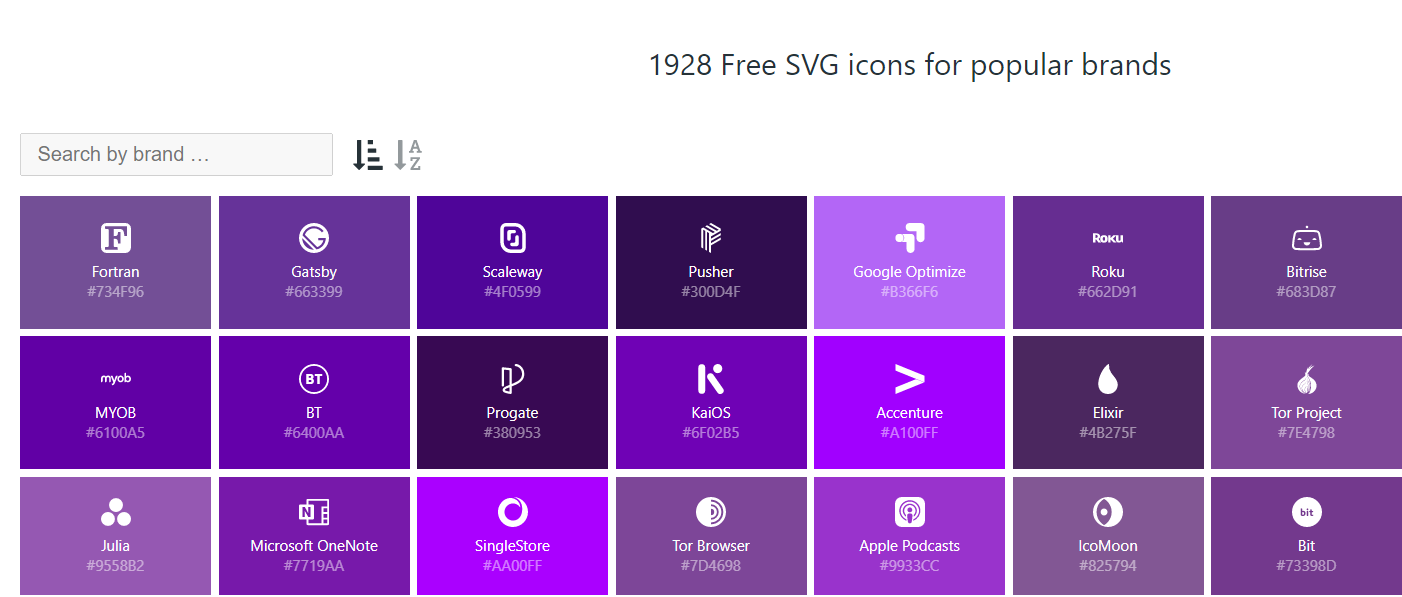 1928 Free SVG icons for popular brands
Search by brand …
A
Z
F
Fortran
#734F96
G
Gatsby
#663399
Scaleway
#4F0599
Pusher
#300D4F
Google Optimize
#B366F6
Roku
Roku
#662D91
Bitrise
#683D87
myob
MYOB
#6100A5
BT
BT
#6400AA
Progate
#380953
KaiOS
#6F02B5
Accenture
#A100FF
Elixir
#4B275F
Tor Project
#7E4798
Julia
#9558B2
N
Microsoft OneNote
#7719AA
SingleStore
#AA00FF
Tor Browser
#7D4698
Apple Podcasts
#9933CC
IcoMoon
#825794
bit
Bit
#73398D